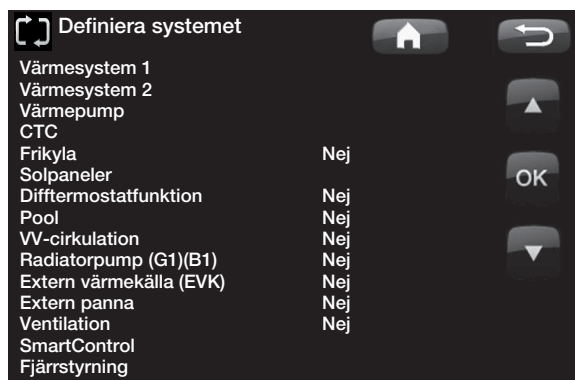 Definiera systemet
Värmesystem 1
Värmesystem 2
Värmepump
CTC
Frikyla Nej
Solpaneler
Difftermostatfunktion Nej
Pool Nej
VV-cirkulation Nej
Radiatorpump (G1)(B1) Nej
Extern värmekälla (EVK) Nej
Extern panna Nej
Ventilation Nej
SmartControl
Fjärrstyrning
OK